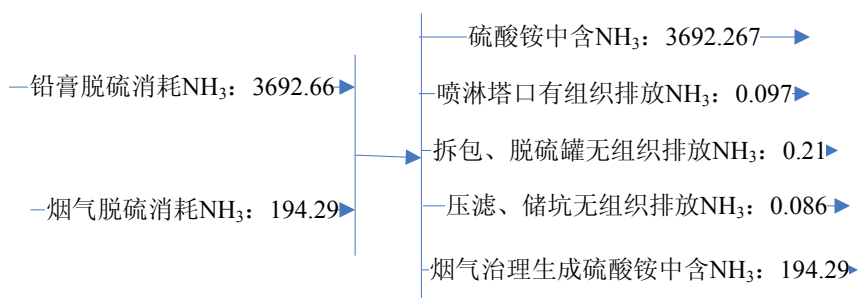 铅膏脱硫消耗NH₃：3692.66
烟气脱硫消耗NH₃：194.29
硫酸铵中含NH₃：3692.267
喷淋塔口有组织排放NH₃：0.097
拆包、脱硫罐无组织排放NH₃：0.21
压滤、储坑无组织排放NH₃：0.086
烟气治理生成硫酸铵中含NH₃：194.29